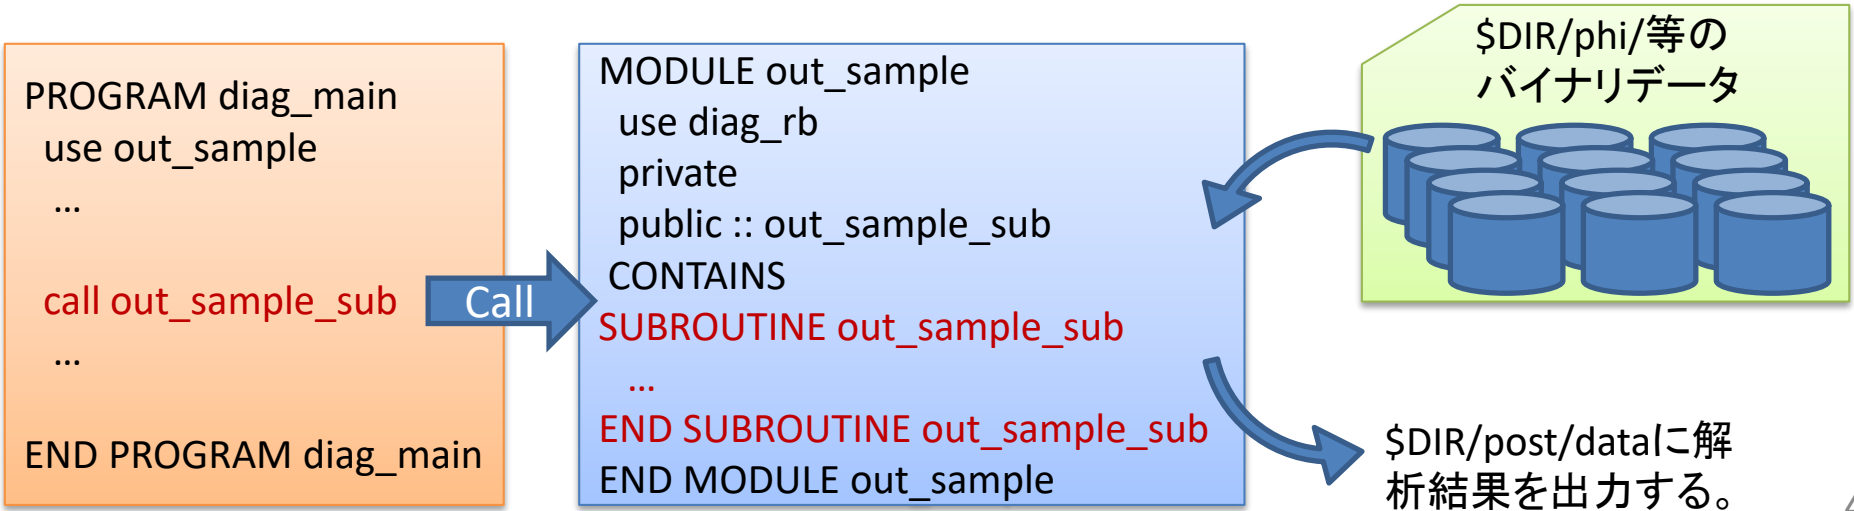 PROGRAM diag_main
use out_sample
…
call out_sample_sub
…
END PROGRAM diag_main
Call
MODULE out_sample
use diag_rb
private
public :: out_sample_sub
CONTAINS
SUBROUTINE out_sample_sub
…
END SUBROUTINE out_sample_sub
END MODULE out_sample
$DIR/phi/等の
バイナリデータ
$DIR/post/dataに解
析結果を出力する。